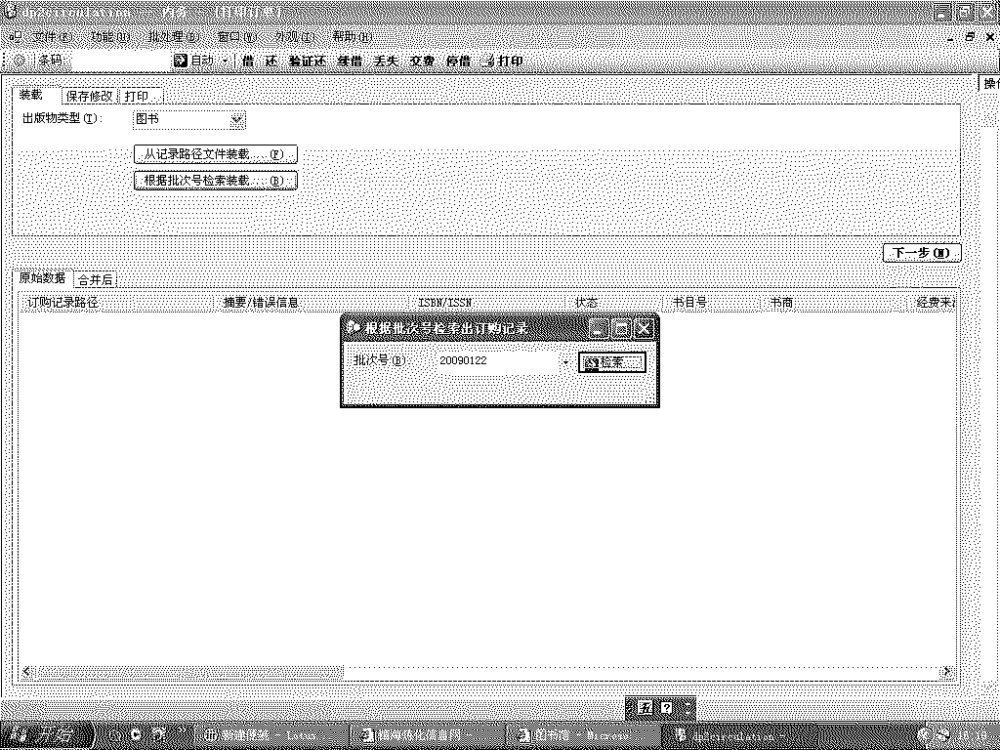 文件(F) 功能(U) 批处理(B) 窗口(W) 外观(I) 帮助(H)
条码: 自动 借 还 验证还 续借 丢失 交费 停借 打印
操作
装载 保存修改 打印
出版物类型(T): 图书
从记录路径文件装载...(F)
根据批次号检索装载...(B)
下一步(N)
原始数据 合并后
订购记录路径 摘要/错误信息 ISBN/ISSN 状态 书目号 书商 经费来
根据批次号检索出订购记录
批次号(B) 20090122 检索
五 ?
开始